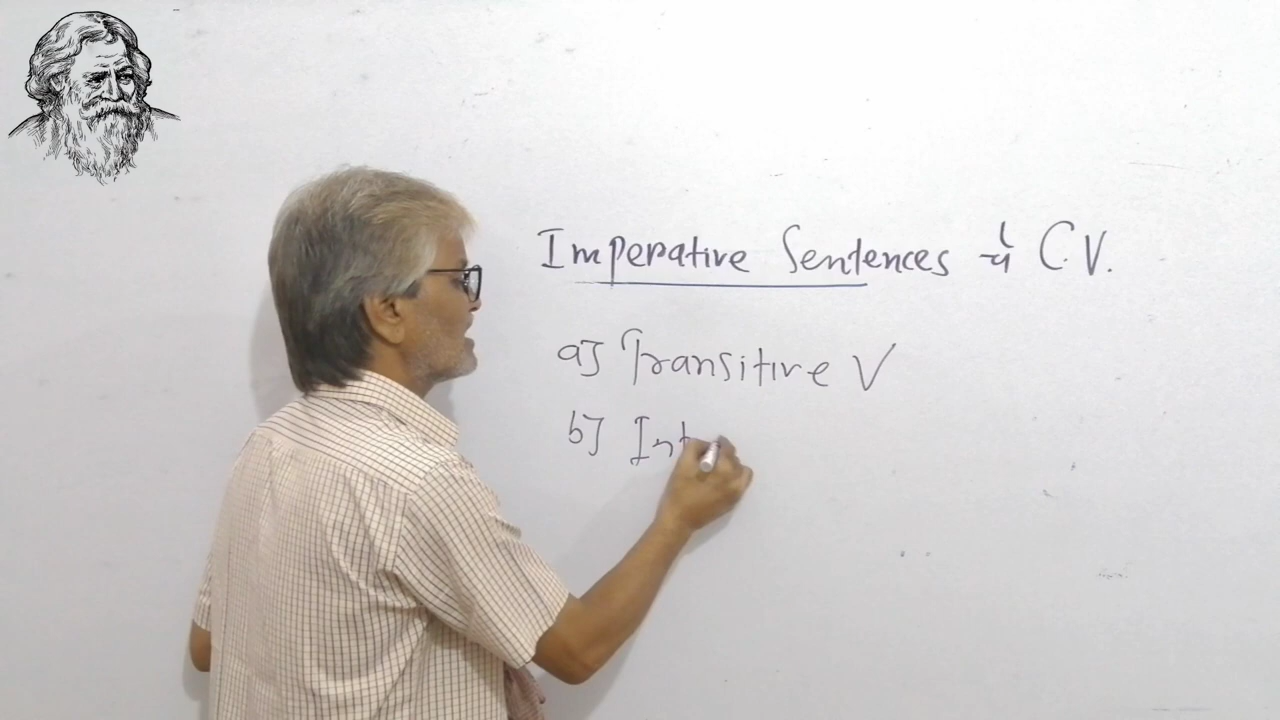 Imperative Sentences चे C.V.
a] Transitive V
b] Int